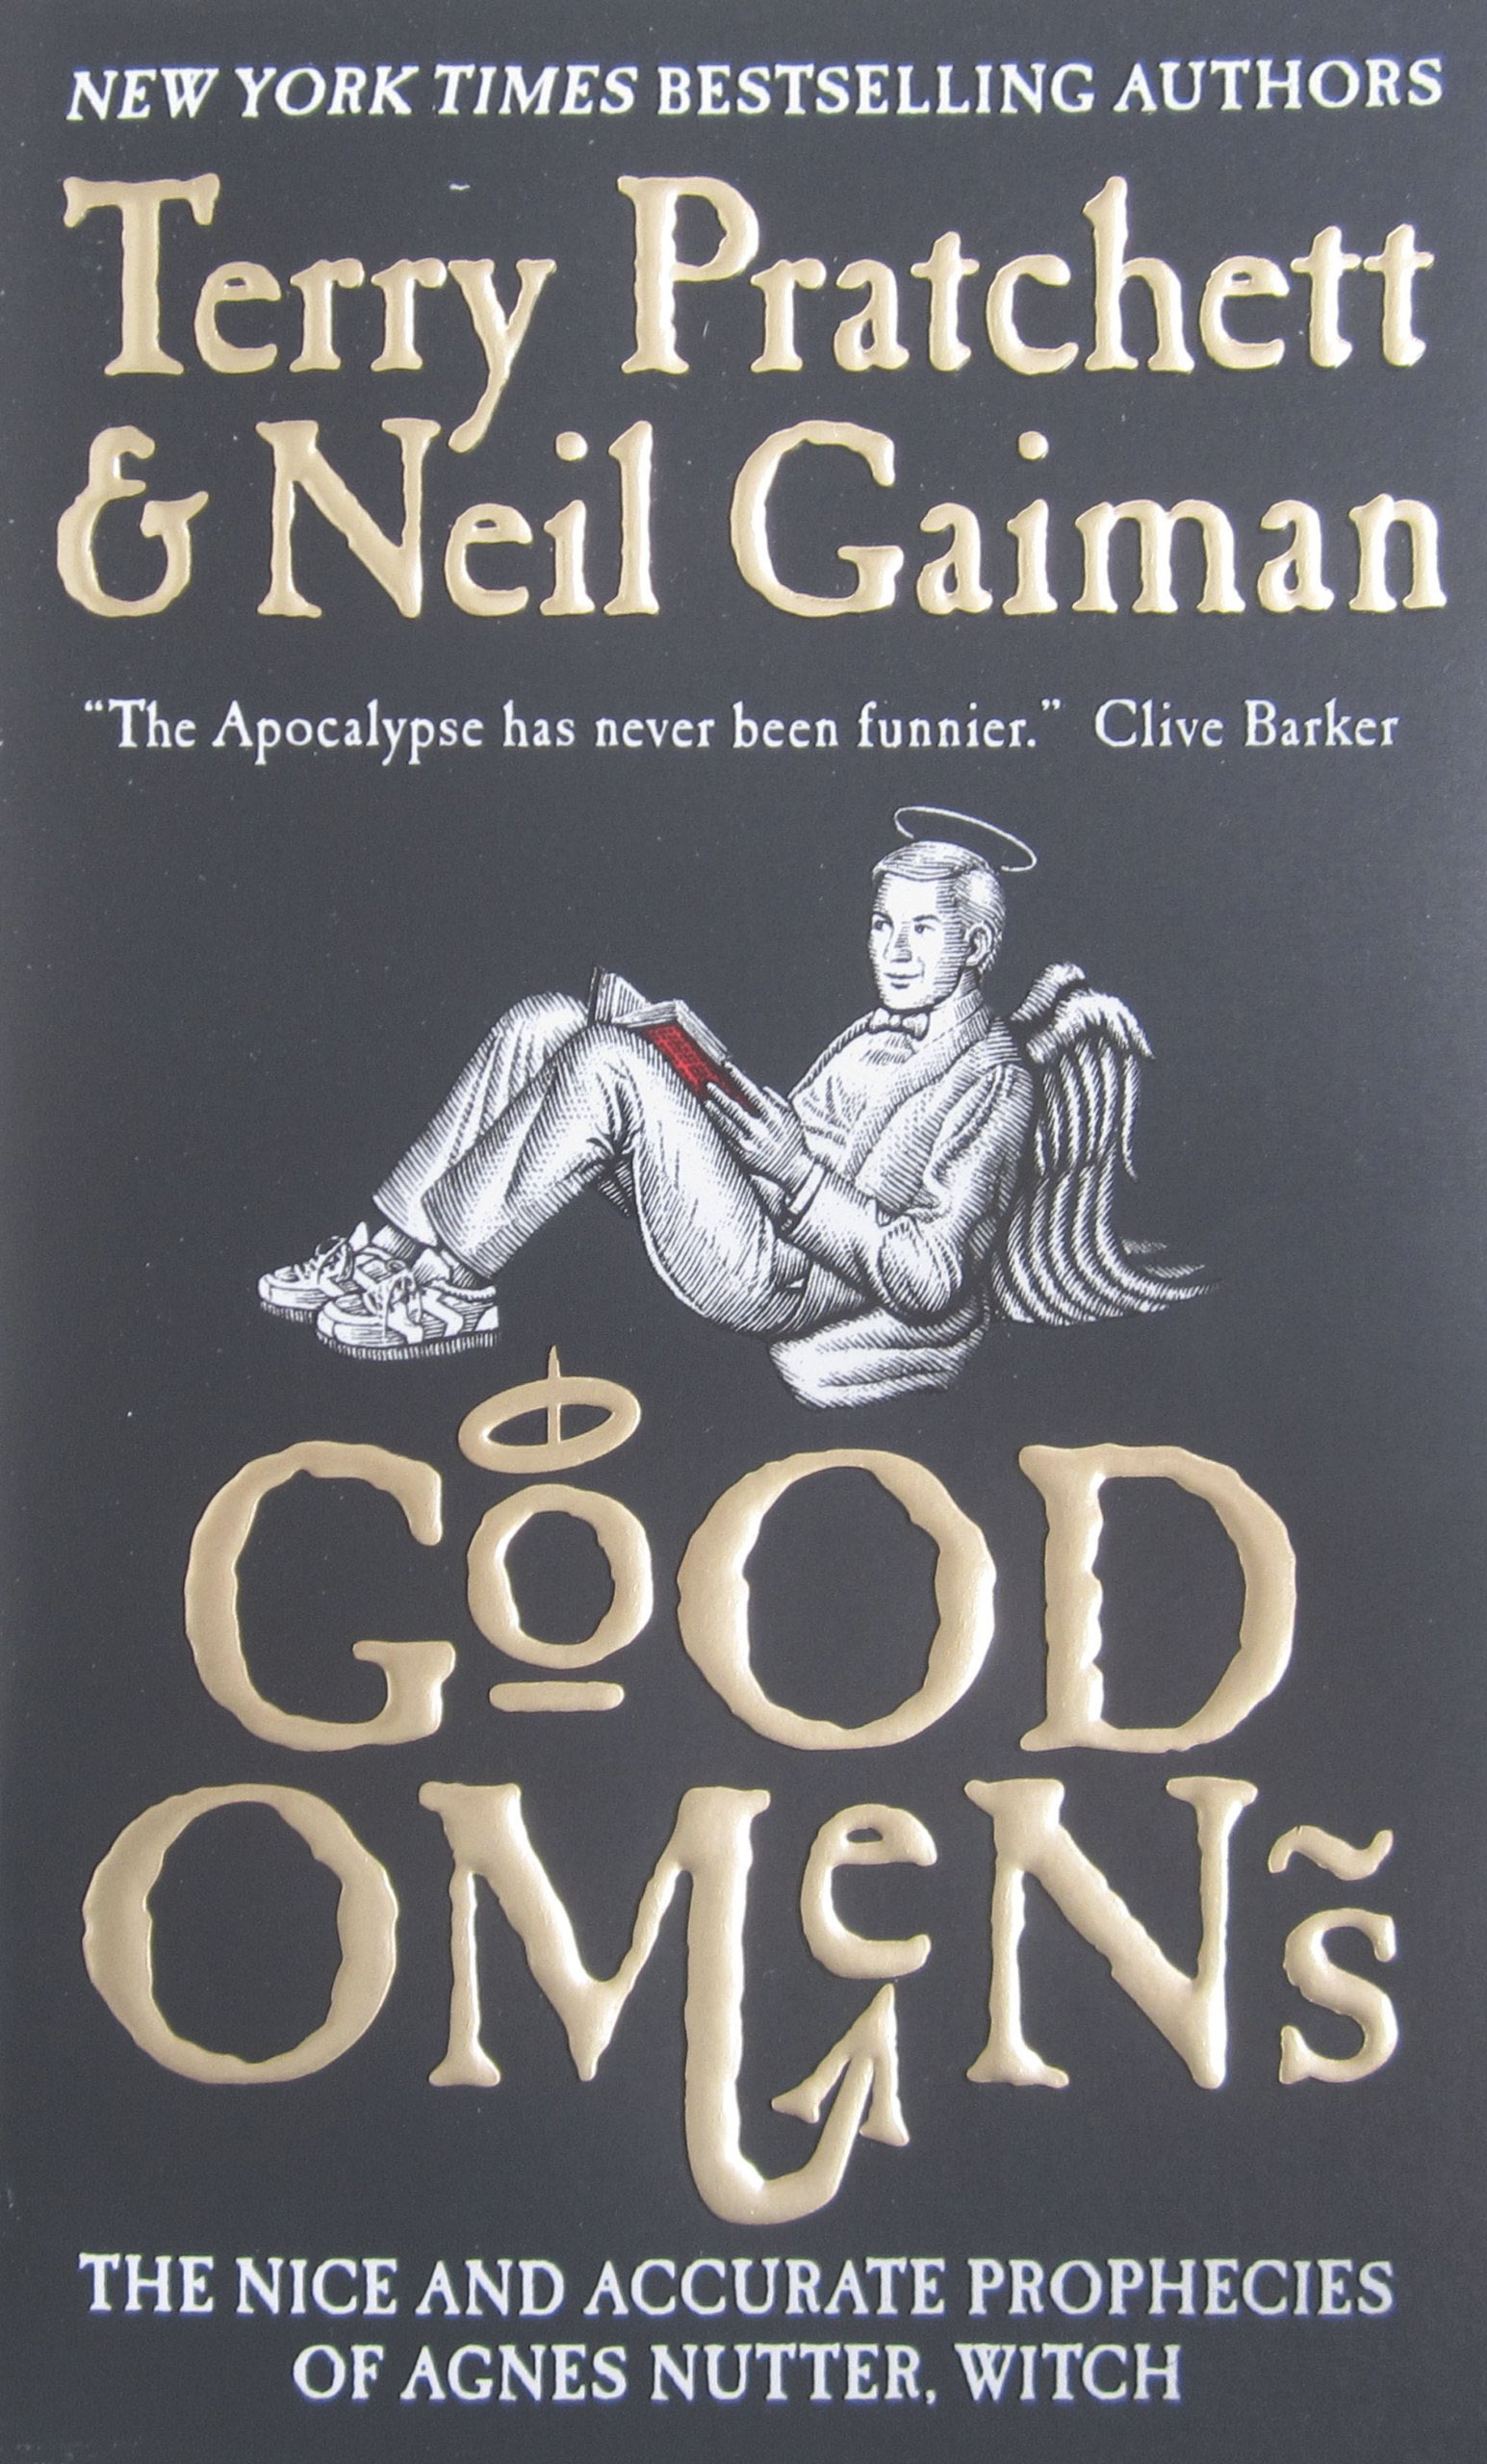 NEW YORK TIMES BESTSELLING AUTHORS
Terry Pratchett
& Neil Gaiman
“The Apocalypse has never been funnier.” Clive Barker
GOOD
OMENS
THE NICE AND ACCURATE PROPHECIES
OF AGNES NUTTER, WITCH